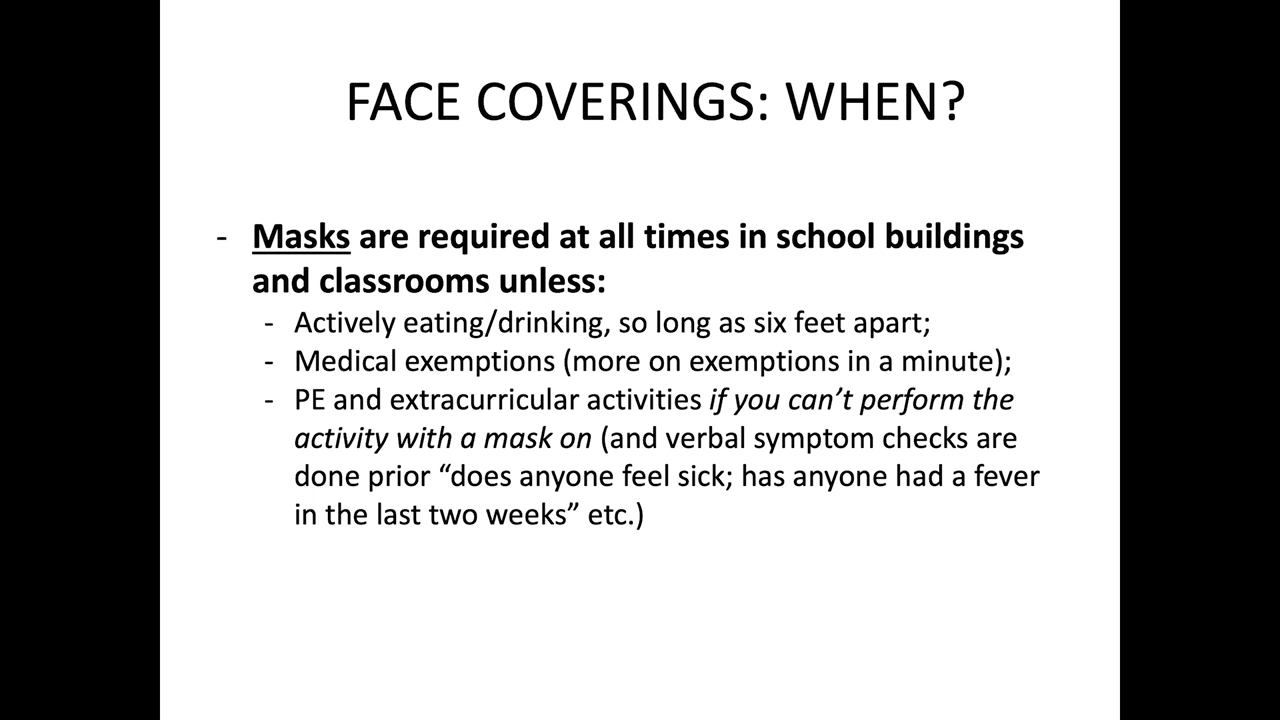 FACE COVERINGS: WHEN?
- Masks are required at all times in school buildings
and classrooms unless:
- Actively eating/drinking, so long as six feet apart;
- Medical exemptions (more on exemptions in a minute);
- PE and extracurricular activities if you can’t perform the
activity with a mask on (and verbal symptom checks are
done prior “does anyone feel sick; has anyone had a fever
in the last two weeks” etc.)